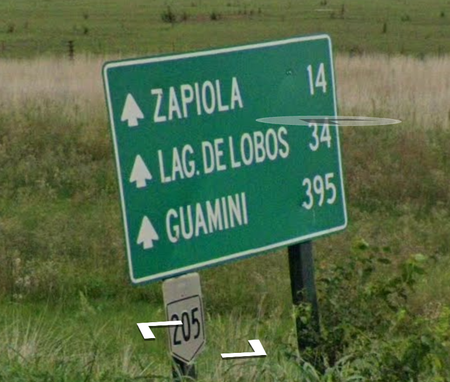 ZAPIOLA 14
LAG. DE LOBOS 34
GUAMINI 395
205